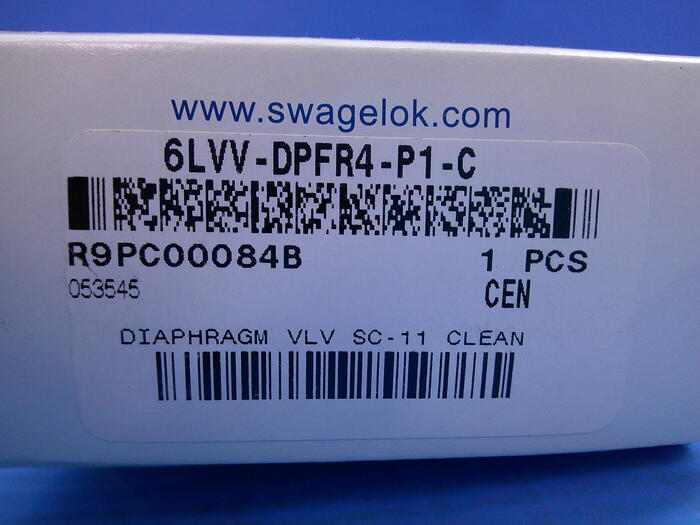 www.swagelok.com
6LVV-DPFR4-P1-C
R9PC00084B 1 PCS
053545 CEN
DIAPHRAGM VLV SC-11 CLEAN